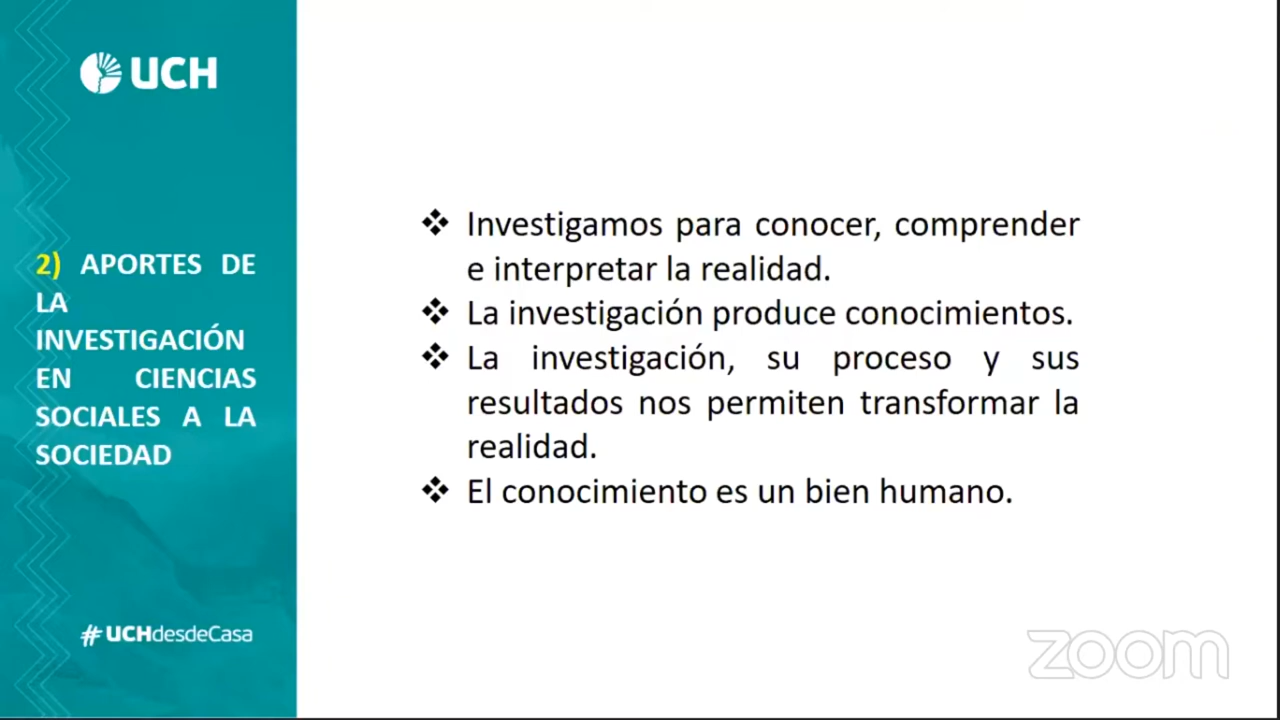 UCH
2) APORTES DE
LA
INVESTIGACIÓN
EN CIENCIAS
SOCIALES A LA
SOCIEDAD
#UCHdesdeCasa
❖ Investigamos para conocer, comprender
e interpretar la realidad.
❖ La investigación produce conocimientos.
❖ La investigación, su proceso y sus
resultados nos permiten transformar la
realidad.
❖ El conocimiento es un bien humano.
zoom